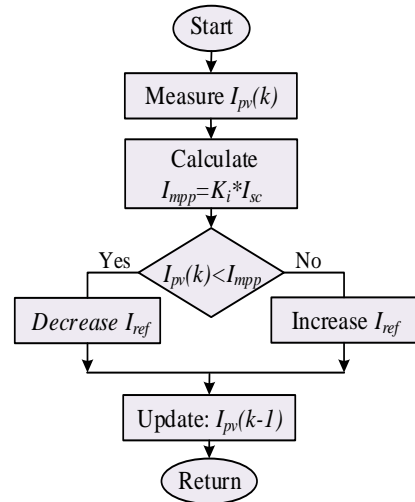 Start
Measure I_pv(k)
Calculate
I_mpp=K_i*I_sc
Yes
I_pv(k)<I_mpp
No
Decrease I_ref
Increase I_ref
Update: I_pv(k-1)
Return